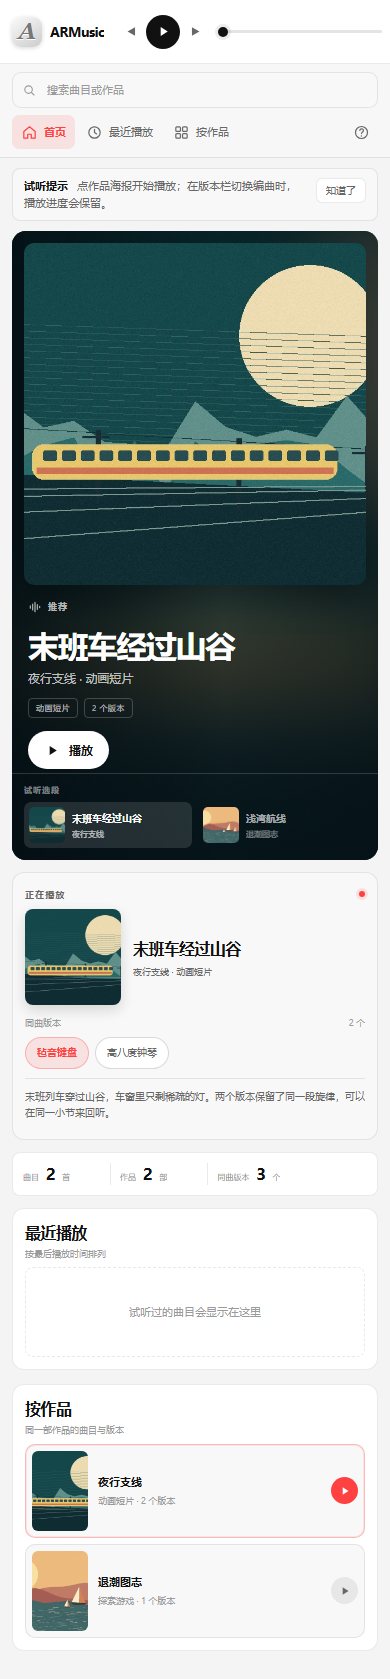 A ARMusic
搜索曲目或作品
首页 最近播放 按作品
试听提示 点作品海报开始播放；在版本栏切换编曲时，
播放进度会保留。
知道了
推荐
末班车经过山谷
夜行支线 · 动画短片
动画短片 2 个版本
播放
试听选段
末班车经过山谷
夜行支线
浅湾航线
退潮图志
正在播放
末班车经过山谷
夜行支线 · 动画短片
同曲版本 2 个
毡音键盘 高八度钟琴
末班列车穿过山谷，车窗里只剩稀疏的灯。两个版本保留了同一段旋律，可以
在同一小节来回听。
曲目 2 首 作品 2 部 同曲版本 3 个
最近播放
按最后播放时间排列
试听过的曲目会显示在这里
按作品
同一部作品的曲目与版本
夜行支线
动画短片 · 2 个版本
退潮图志
探索游戏 · 1 个版本